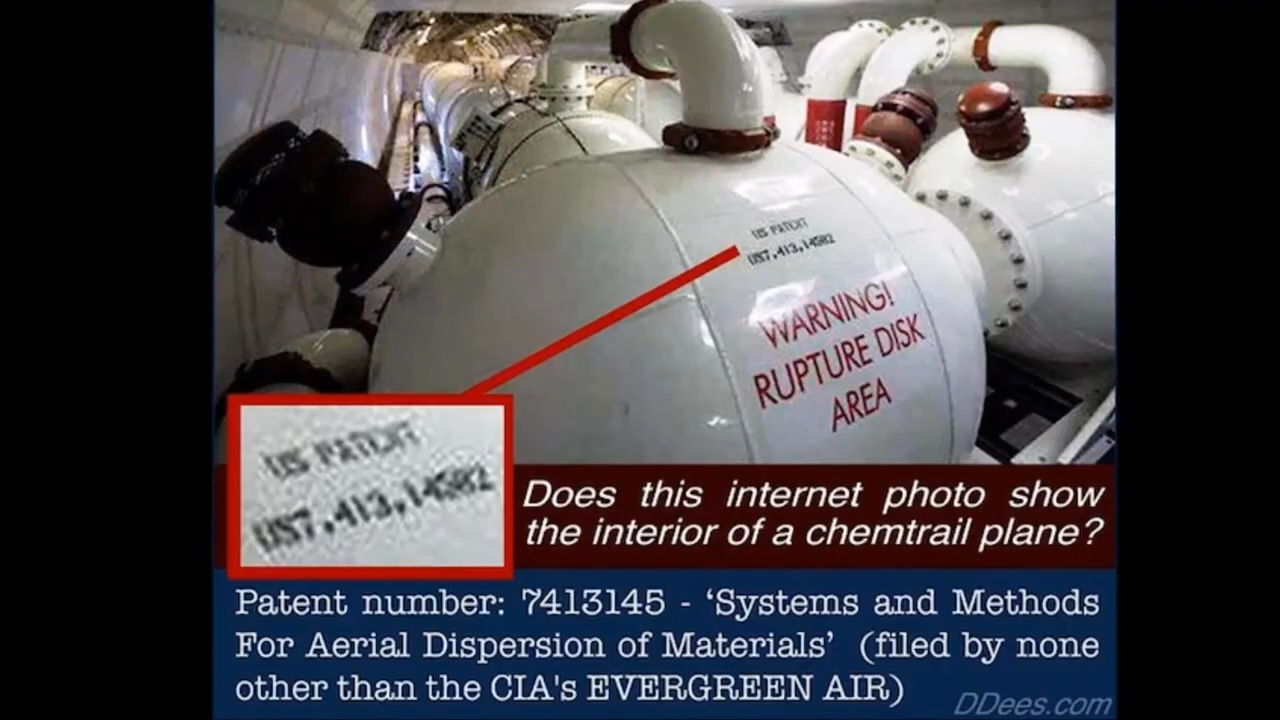 US PATENT
US7,413,145B2
WARNING!
RUPTURE DISK
AREA
US PATENT
US7,413,145B2
Does this internet photo show
the interior of a chemtrail plane?
Patent number: 7413145 - ‘Systems and Methods
For Aerial Dispersion of Materials’ (filed by none
other than the CIA's EVERGREEN AIR)
DDees.com